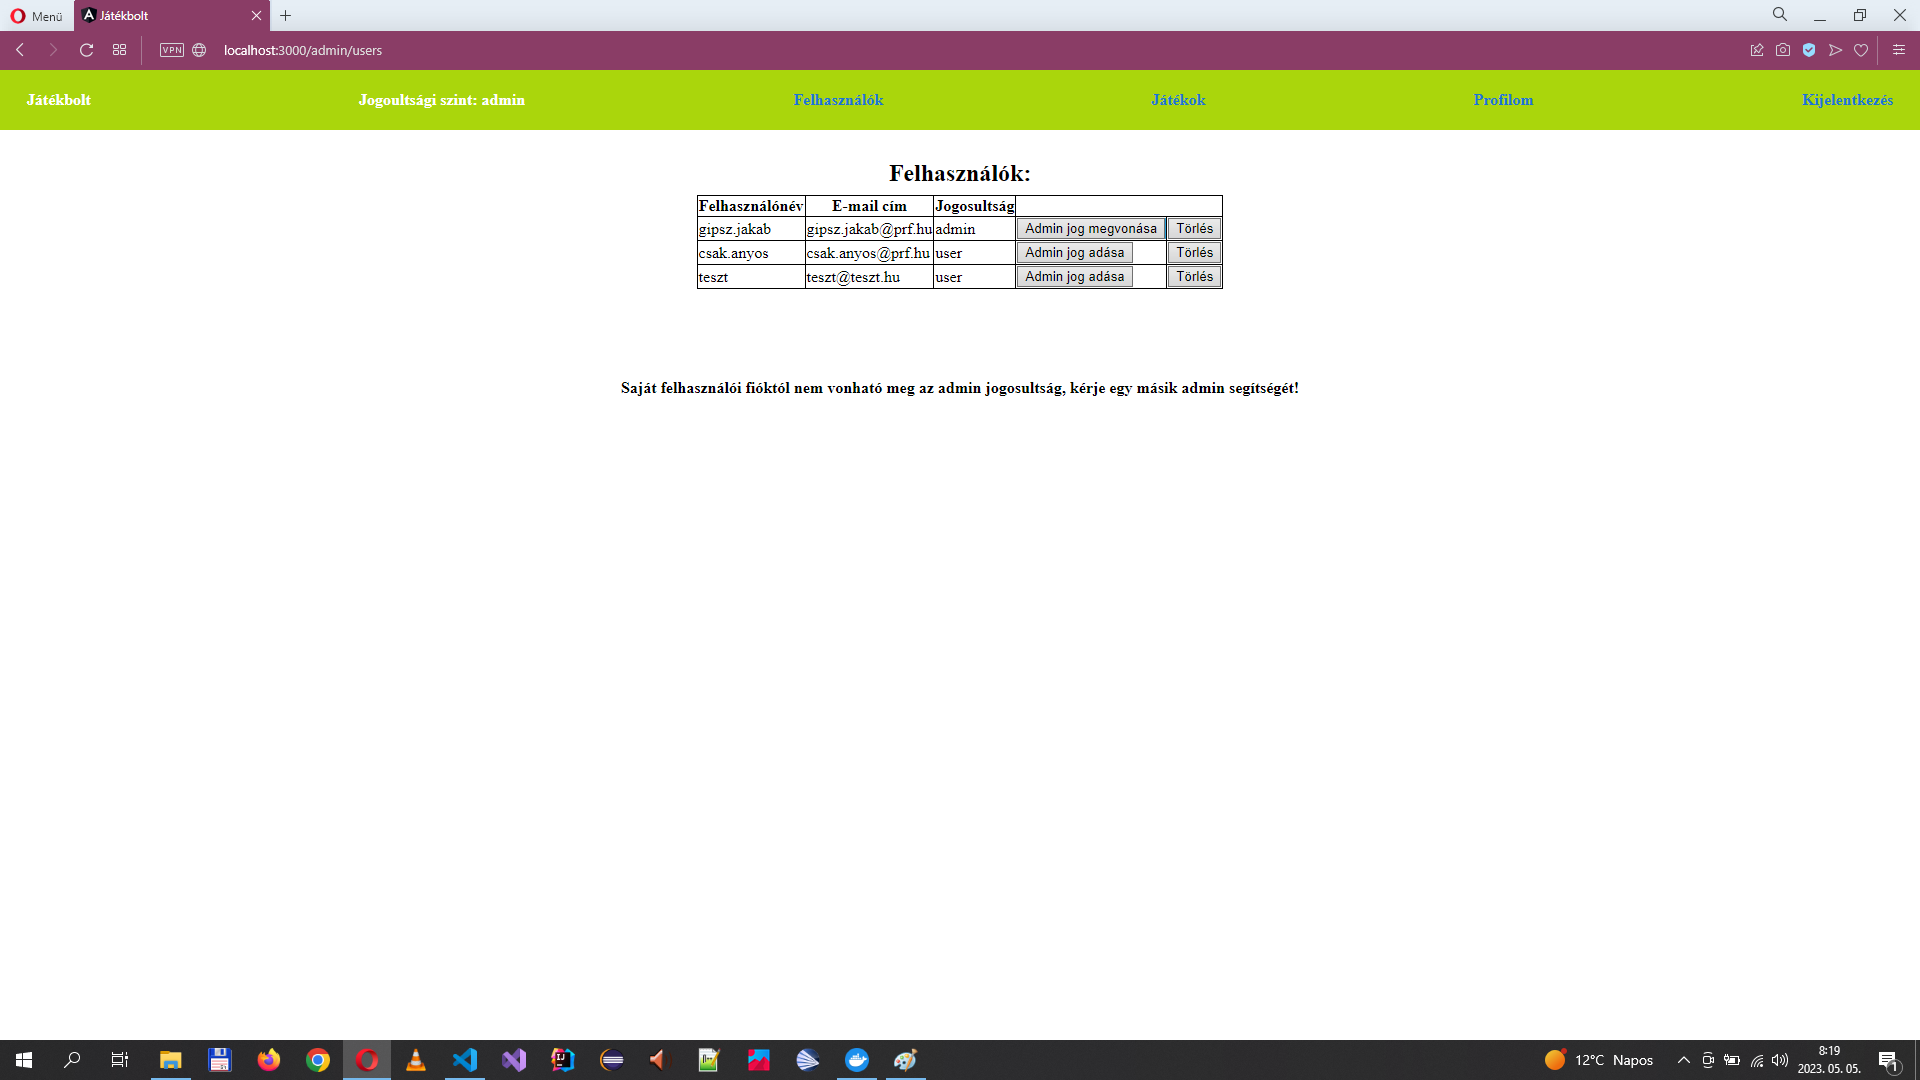 Menü
Játékbolt
VPN
localhost:3000/admin/users
Játékbolt Jogoultsági szint: admin Felhasználók Játékok Profilom Kijelentkezés
Felhasználók:
Felhasználónév E-mail cím Jogosultság
gipsz.jakab gipsz.jakab@prf.hu admin Admin jog megvonása Törlés
csak.anyos csak.anyos@prf.hu user Admin jog adása Törlés
teszt teszt@teszt.hu user Admin jog adása Törlés
Saját felhasználói fióktól nem vonható meg az admin jogosultság, kérje egy másik admin segítségét!
12°C Napos
8:19
2023. 05. 05.
1